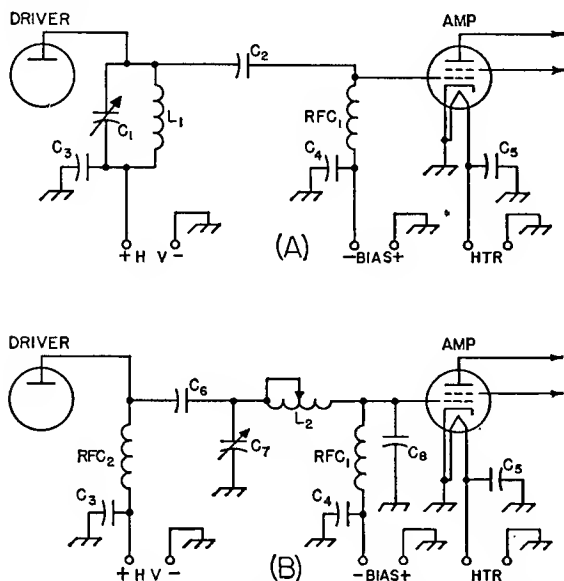 DRIVER
AMP
C2
C1
L1
RFC1
C3
C4
C5
+ H V -
(A)
-BIAS+
HTR
DRIVER
AMP
C6
L2
C7
RFC2
RFC1
C8
C5
C3
C4
+ H V -
(B)
-BIAS+
HTR